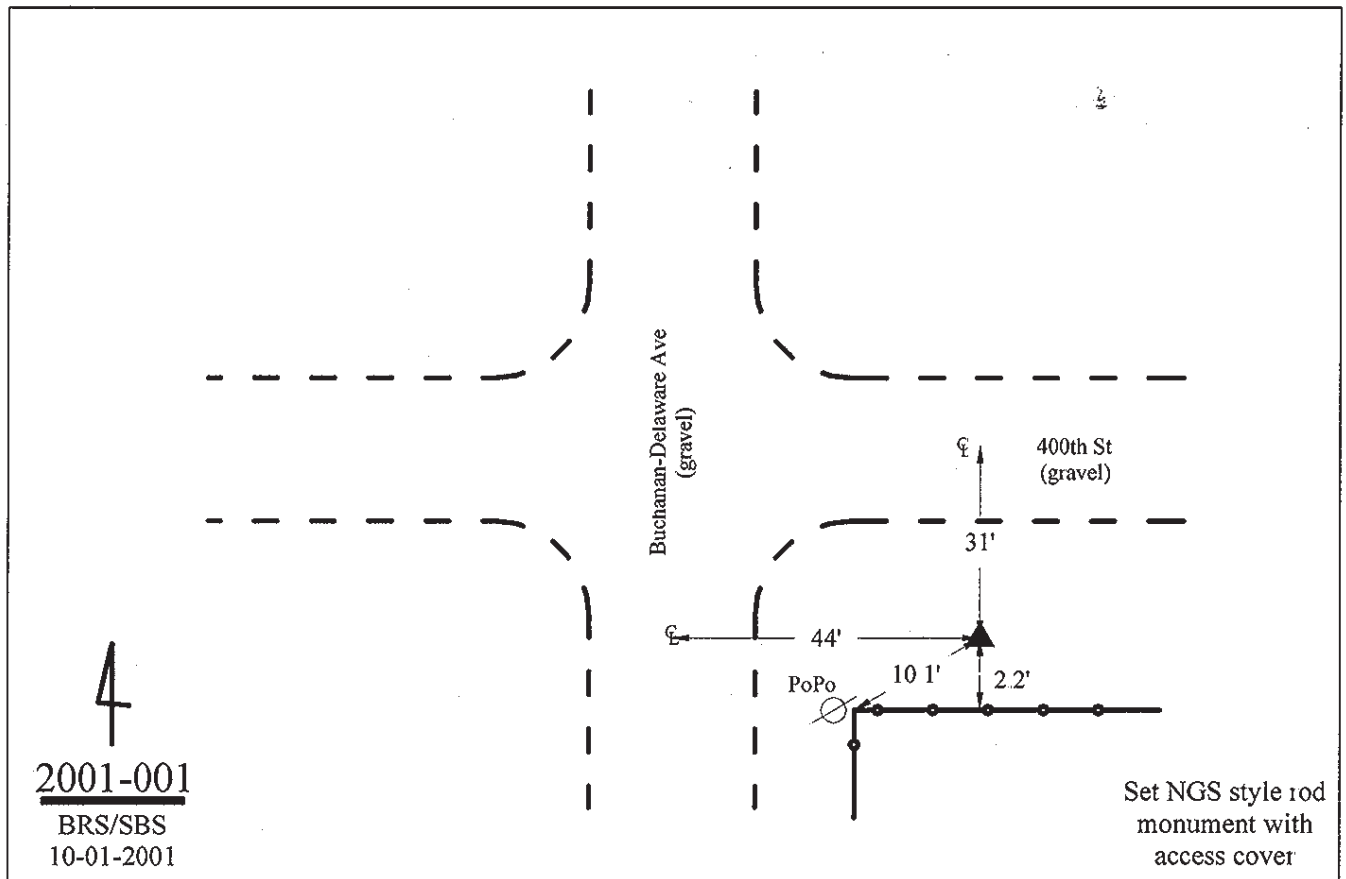 Buchanan-Delaware Ave
(gravel)
℄
400th St
(gravel)
31'
℄
44'
10 1'
2.2'
PoPo
2001-001
BRS/SBS
10-01-2001
Set NGS style rod
monument with
access cover